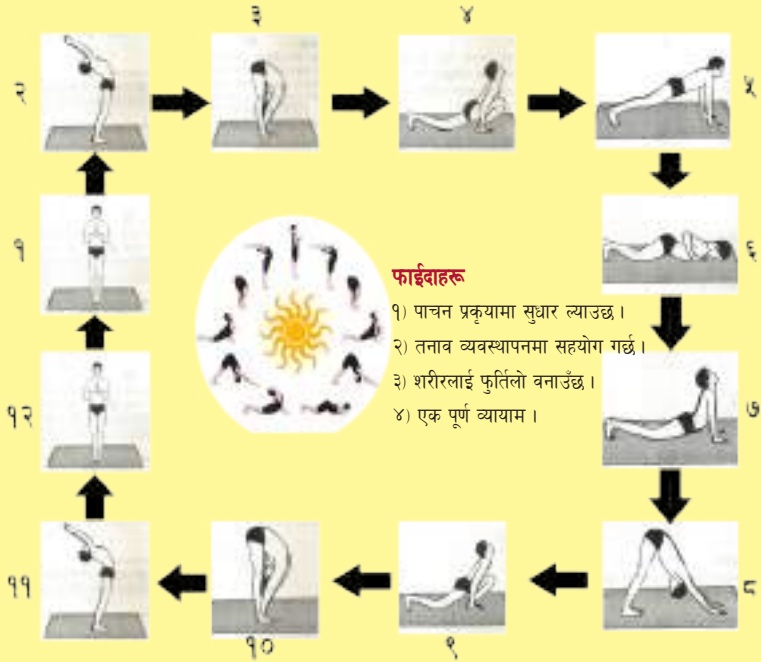 ३
४
२
५
१
६
फाईदाहरू
१) पाचन प्रकृयामा सुधार ल्याउछ ।
२) तनाव व्यवस्थापनमा सहयोग गर्छ ।
३) शरीरलाई फुर्तिलो वनाउँछ ।
४) एक पूर्ण व्यायाम ।
७
१२
११
८
१०
९